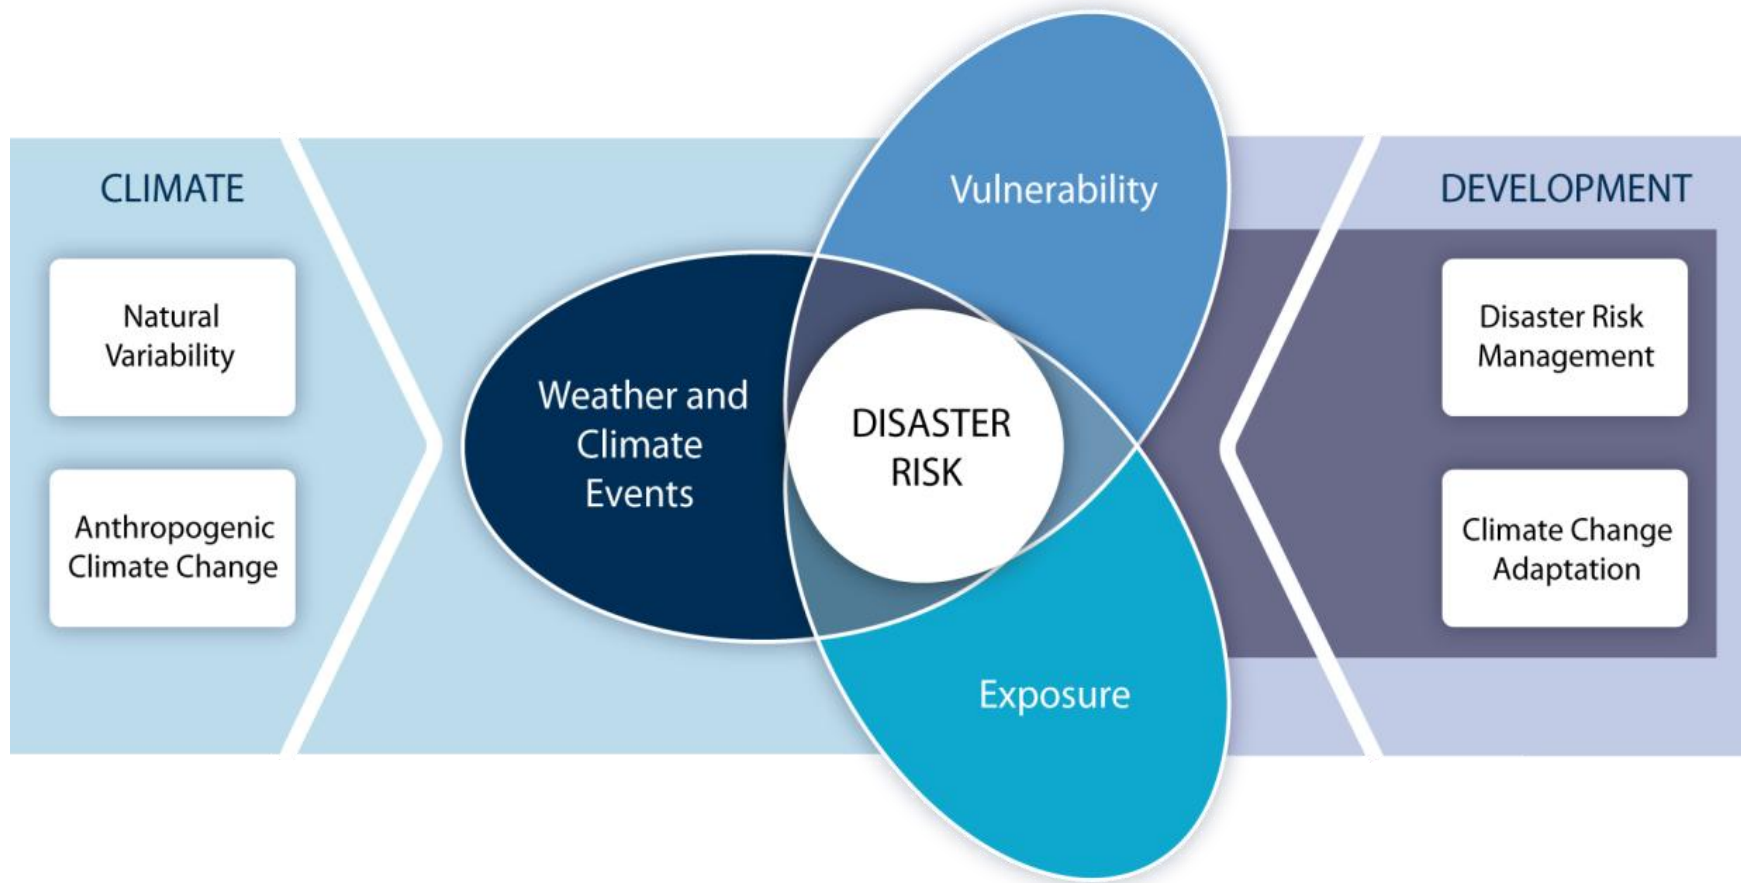 CLIMATE
Natural
Variability
Anthropogenic
Climate Change
Weather and
Climate
Events
Vulnerability
DISASTER
RISK
Exposure
DEVELOPMENT
Disaster Risk
Management
Climate Change
Adaptation